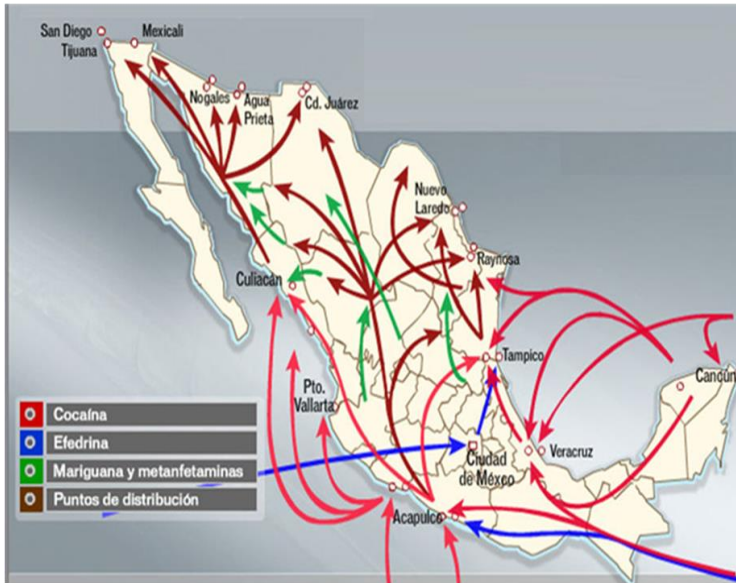 San Diego
Tijuana
Mexicali
Nogales
Agua
Prieta
Cd. Juárez
Nuevo
Laredo
Raynosa
Culiacán
Tampico
Cancún
Pto.
Vallarta
Cocaína
Efedrina
Mariguana y metanfetaminas
Puntos de distribución
Ciudad
de México
Veracruz
Acapulco